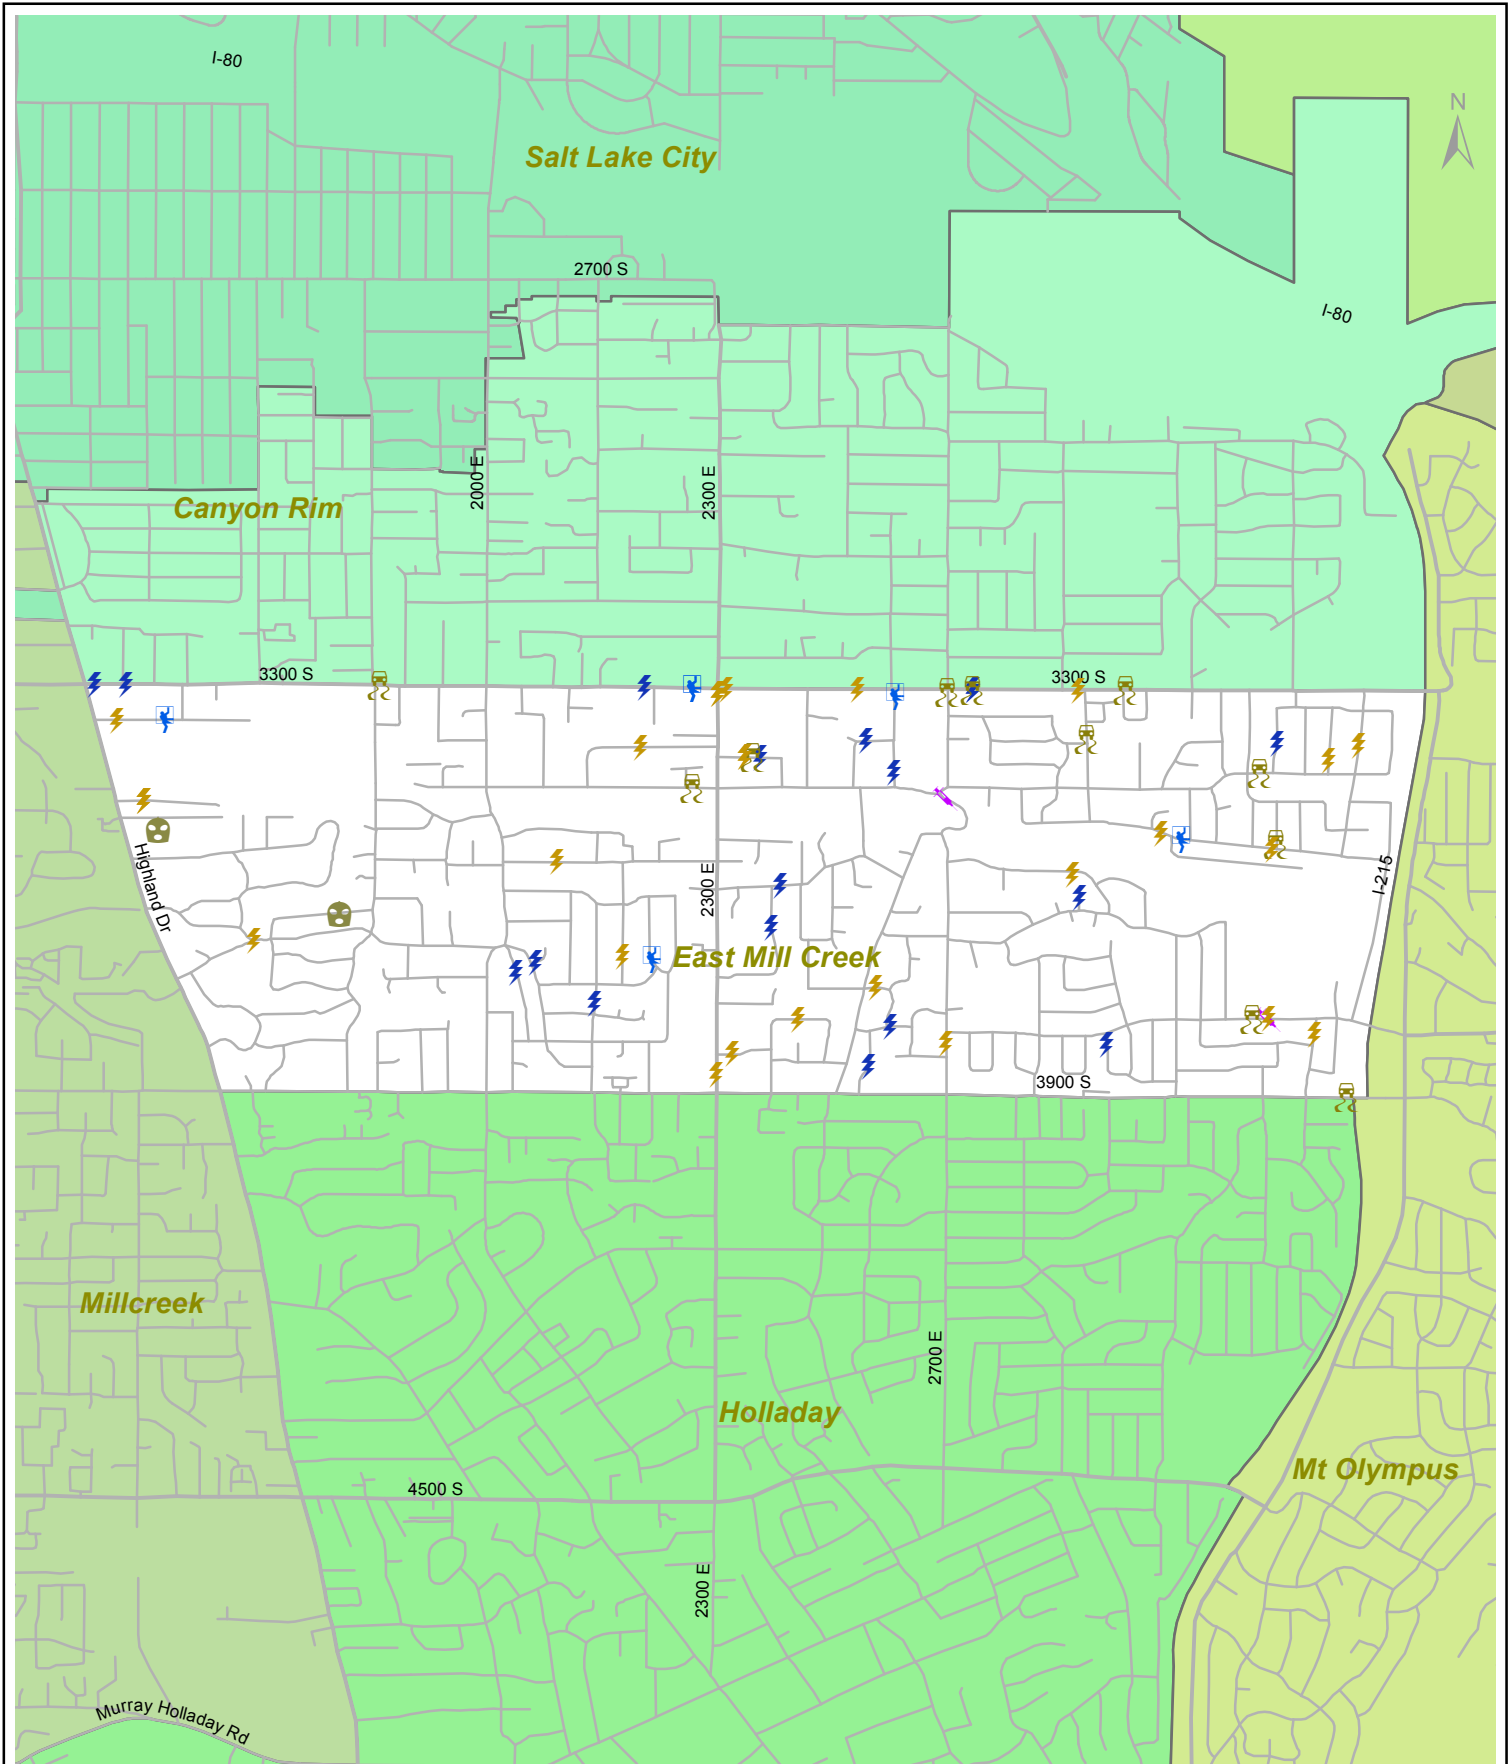 I-80
N
Salt Lake City
2700 S
I-80
2000 E
2300 E
Canyon Rim
3300 S
3300 S
Highland Dr
2300 E
I-215
East Mill Creek
3900 S
Millcreek
2700 E
Holladay
Mt Olympus
4500 S
2300 E
Murray Holladay Rd